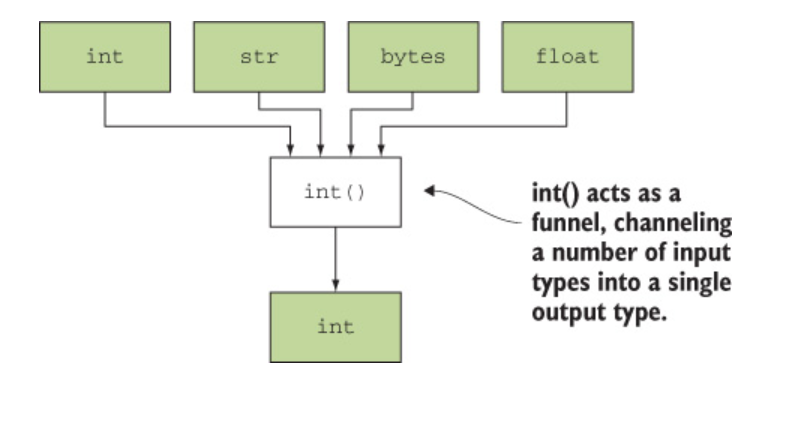 int
str
bytes
float
int()
int() acts as a
funnel, channeling
a number of input
types into a single
output type.
int